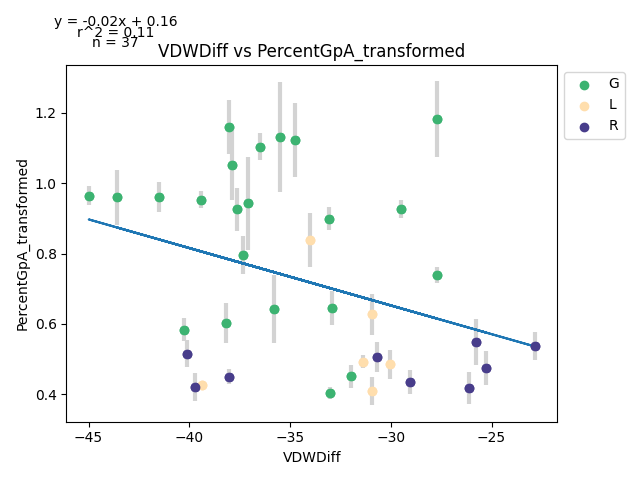 y = -0.02x + 0.16
r^2 = 0.11
n = 37
VDWDiff vs PercentGpA_transformed
G
L
R
PercentGpA_transformed
1.2
1.0
0.8
0.6
0.4
−45
−40
−35
−30
−25
VDWDiff